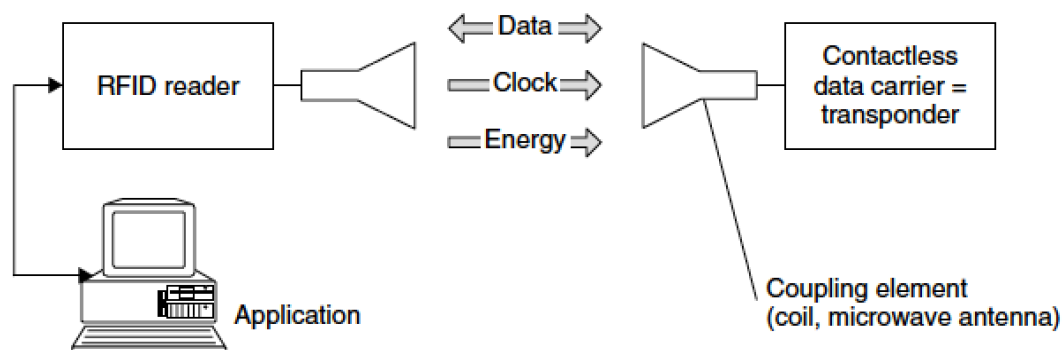 RFID reader
Data
Clock
Energy
Contactless
data carrier =
transponder
Application
Coupling element
(coil, microwave antenna)